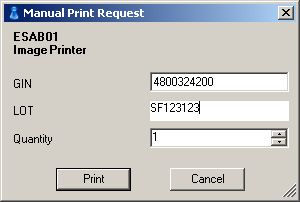 Manual Print Request
ESAB01
Image Printer
GIN 4800324200
LOT SF123123
Quantity 1
Print Cancel